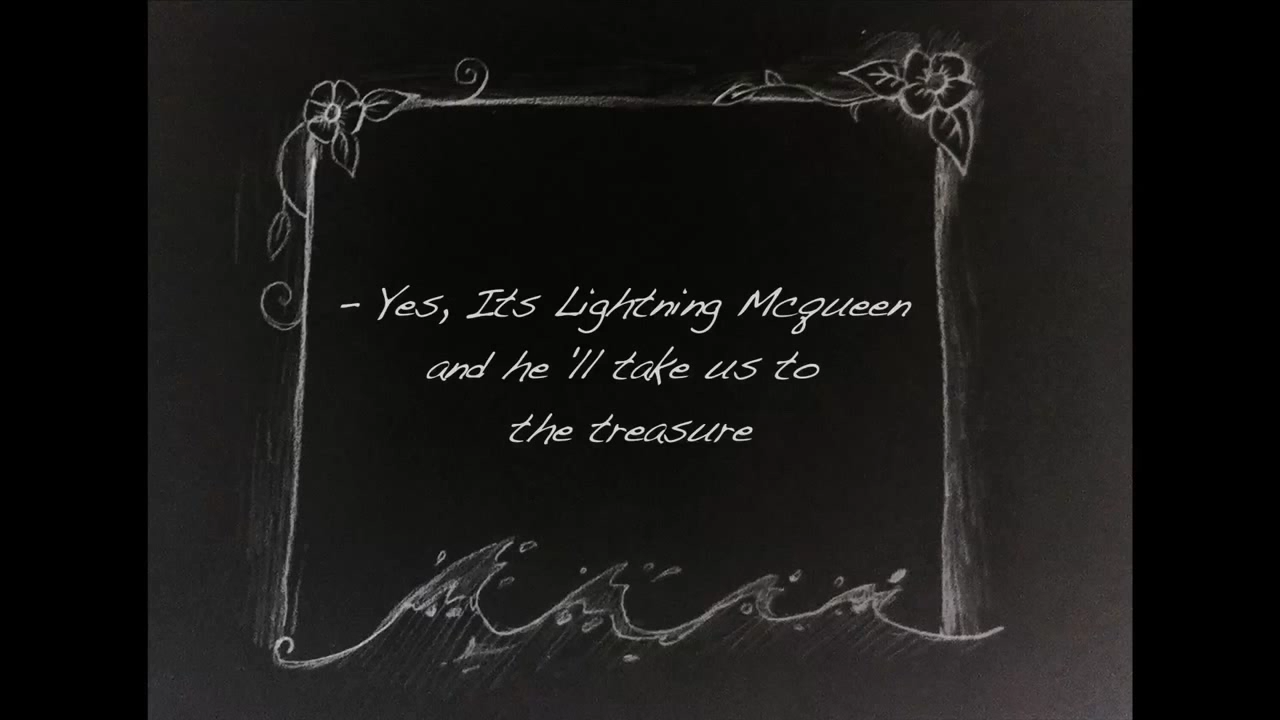 - Yes, Its Lightning Mcqueen
and he'll take us to
the treasure